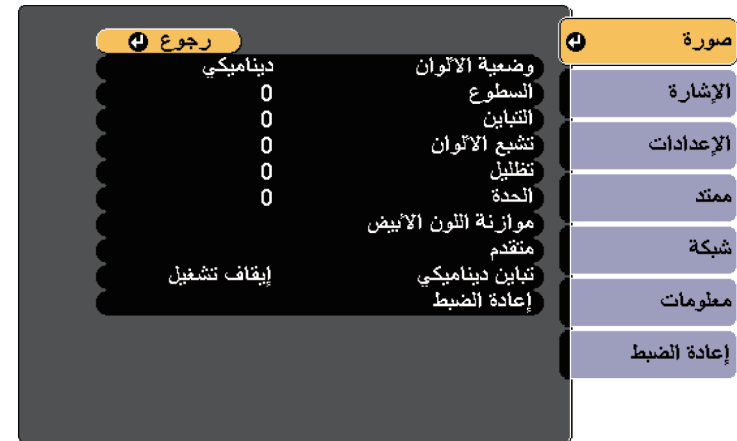 صورة
الإشارة
الإعدادات
ممتد
شبكة
معلومات
إعادة الضبط
رجوع
وضعية الألوان ديناميكي
السطوع 0
التباين 0
تشبع الألوان 0
تظليل 0
الحدة 0
موازنة اللون الأبيض
متقدم
تباين ديناميكي إيقاف تشغيل
إعادة الضبط